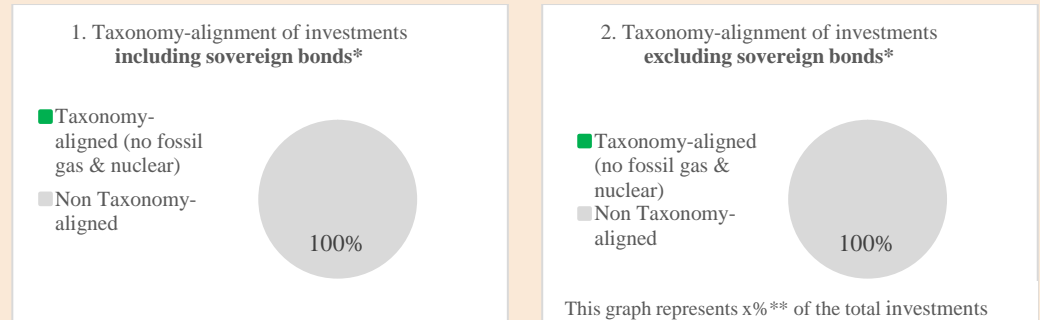 1. Taxonomy-alignment of investments
including sovereign bonds*
Taxonomy-
aligned (no fossil
gas & nuclear)
Non Taxonomy-
aligned
100%
2. Taxonomy-alignment of investments
excluding sovereign bonds*
Taxonomy-aligned
(no fossil gas &
nuclear)
Non Taxonomy-
aligned
100%
This graph represents x%** of the total investments